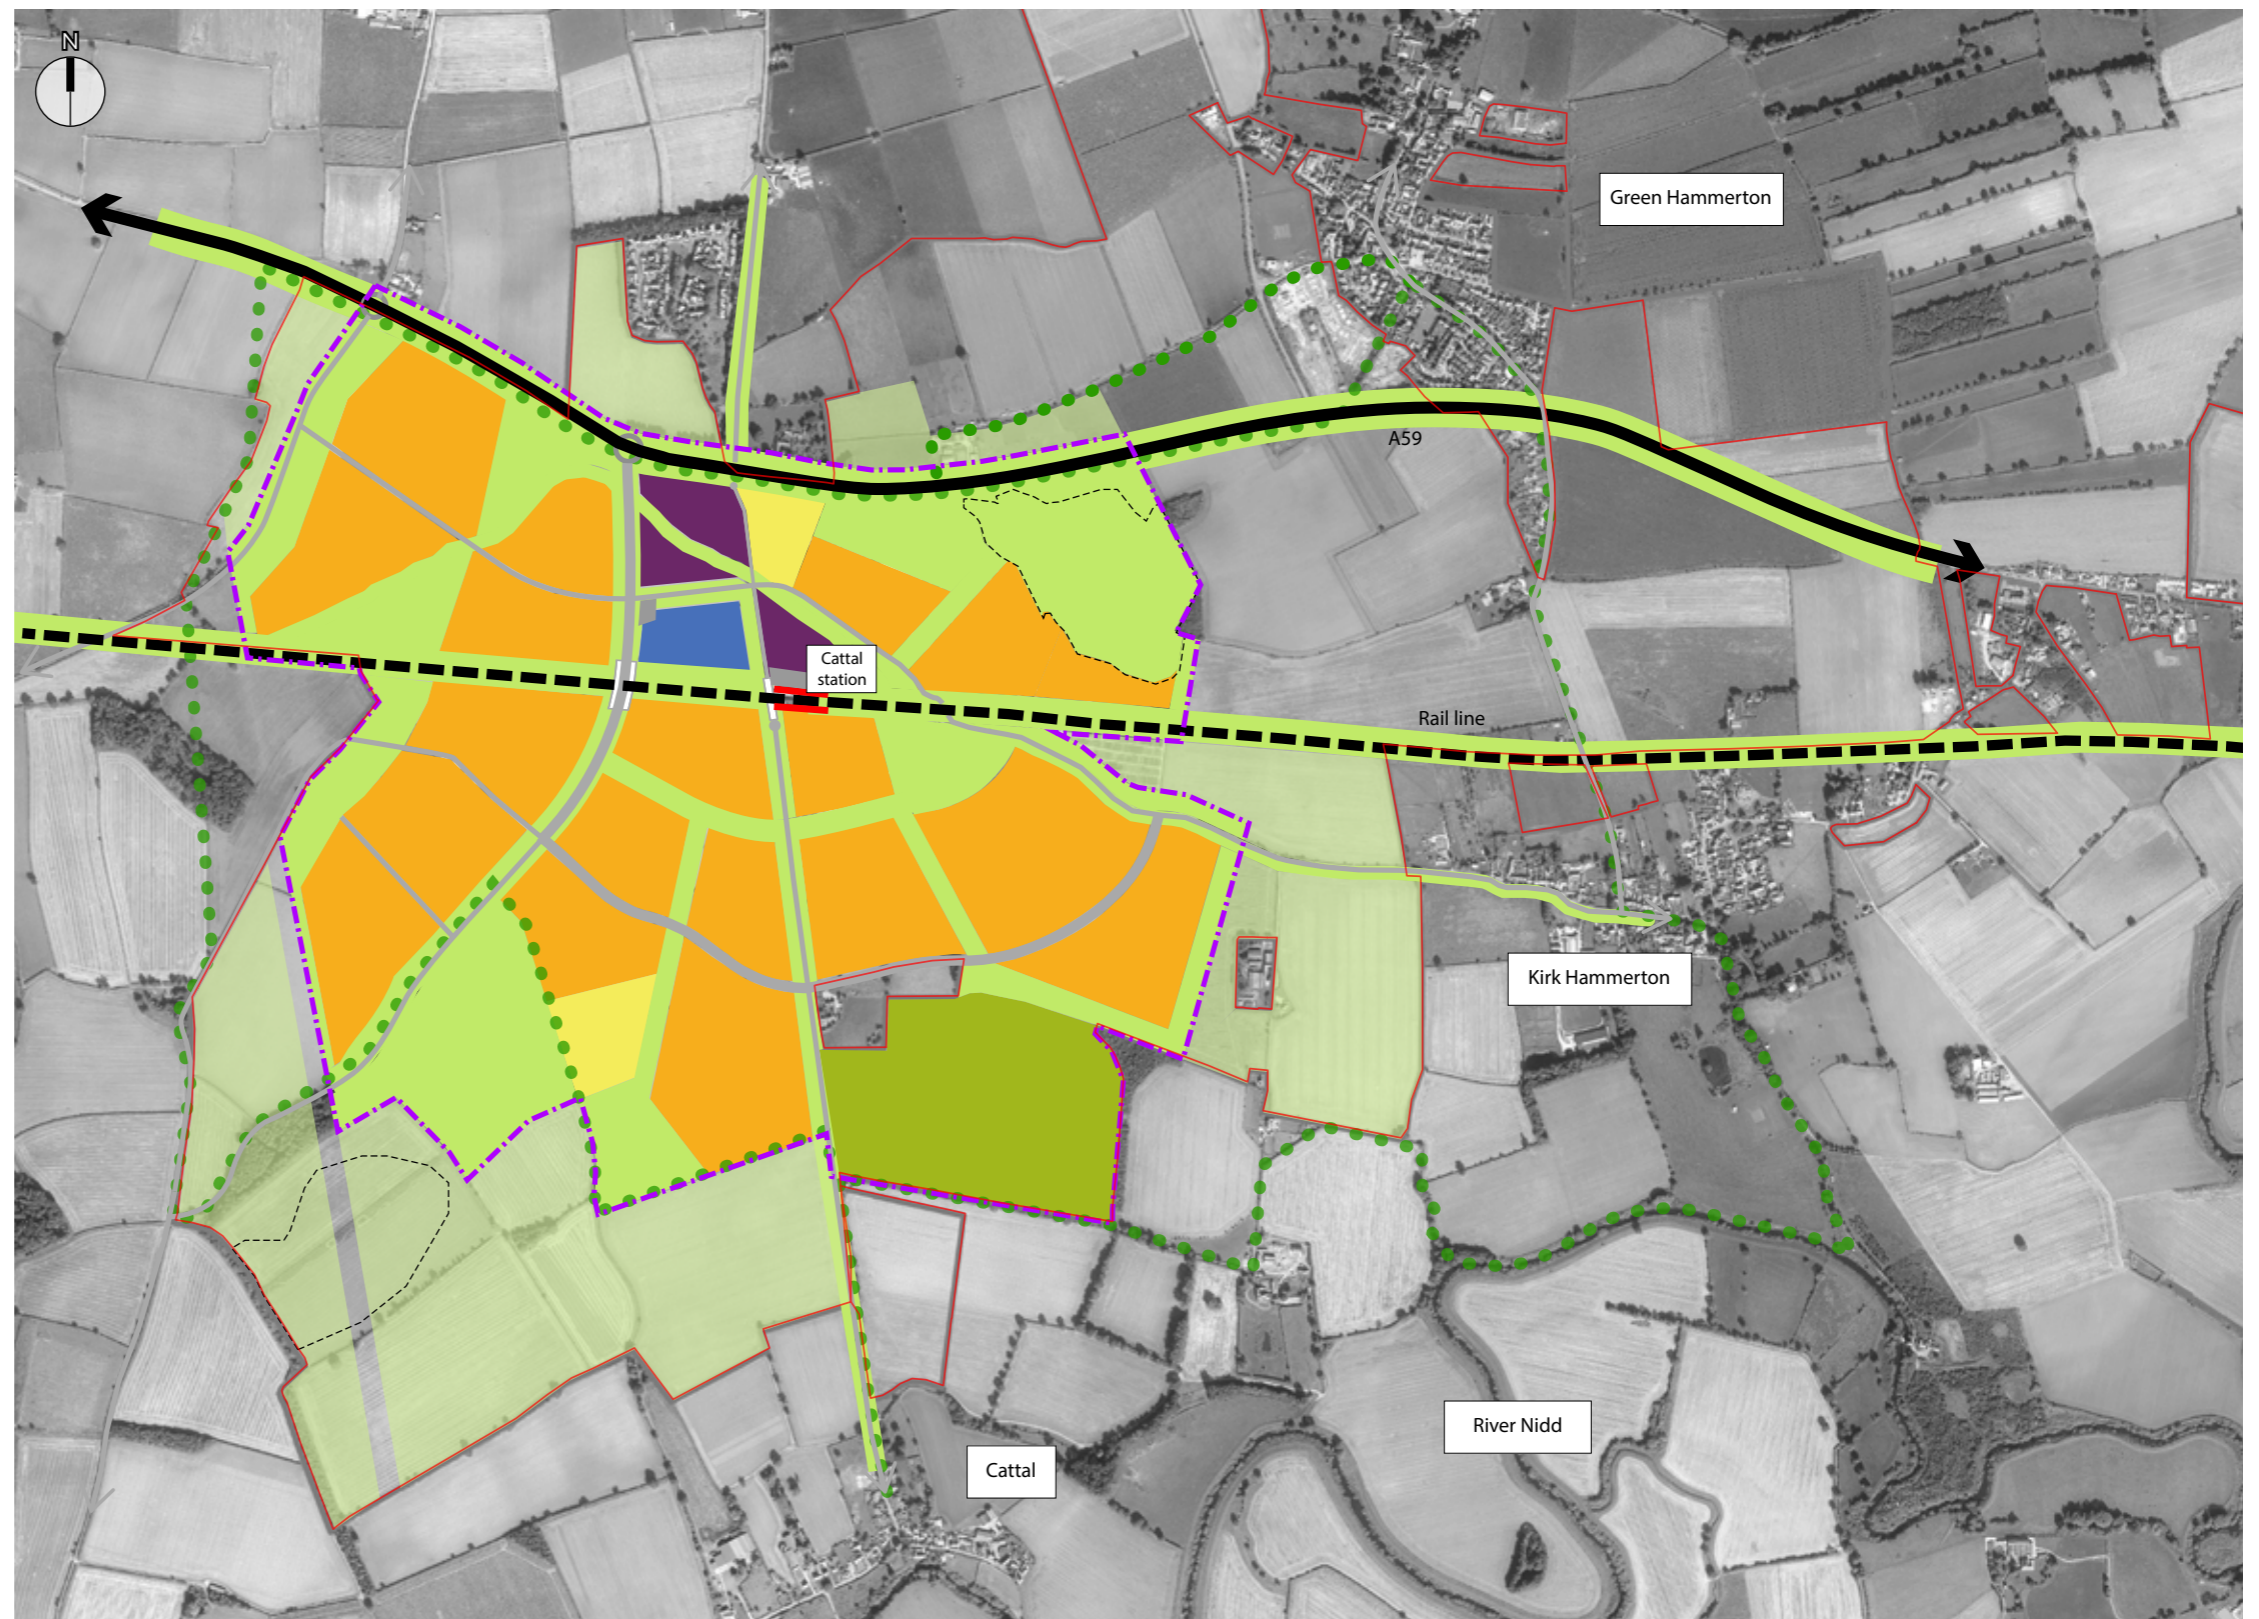 N
Green Hammerton
A59
Cattal
station
Rail line
Kirk Hammerton
River Nidd
Cattal